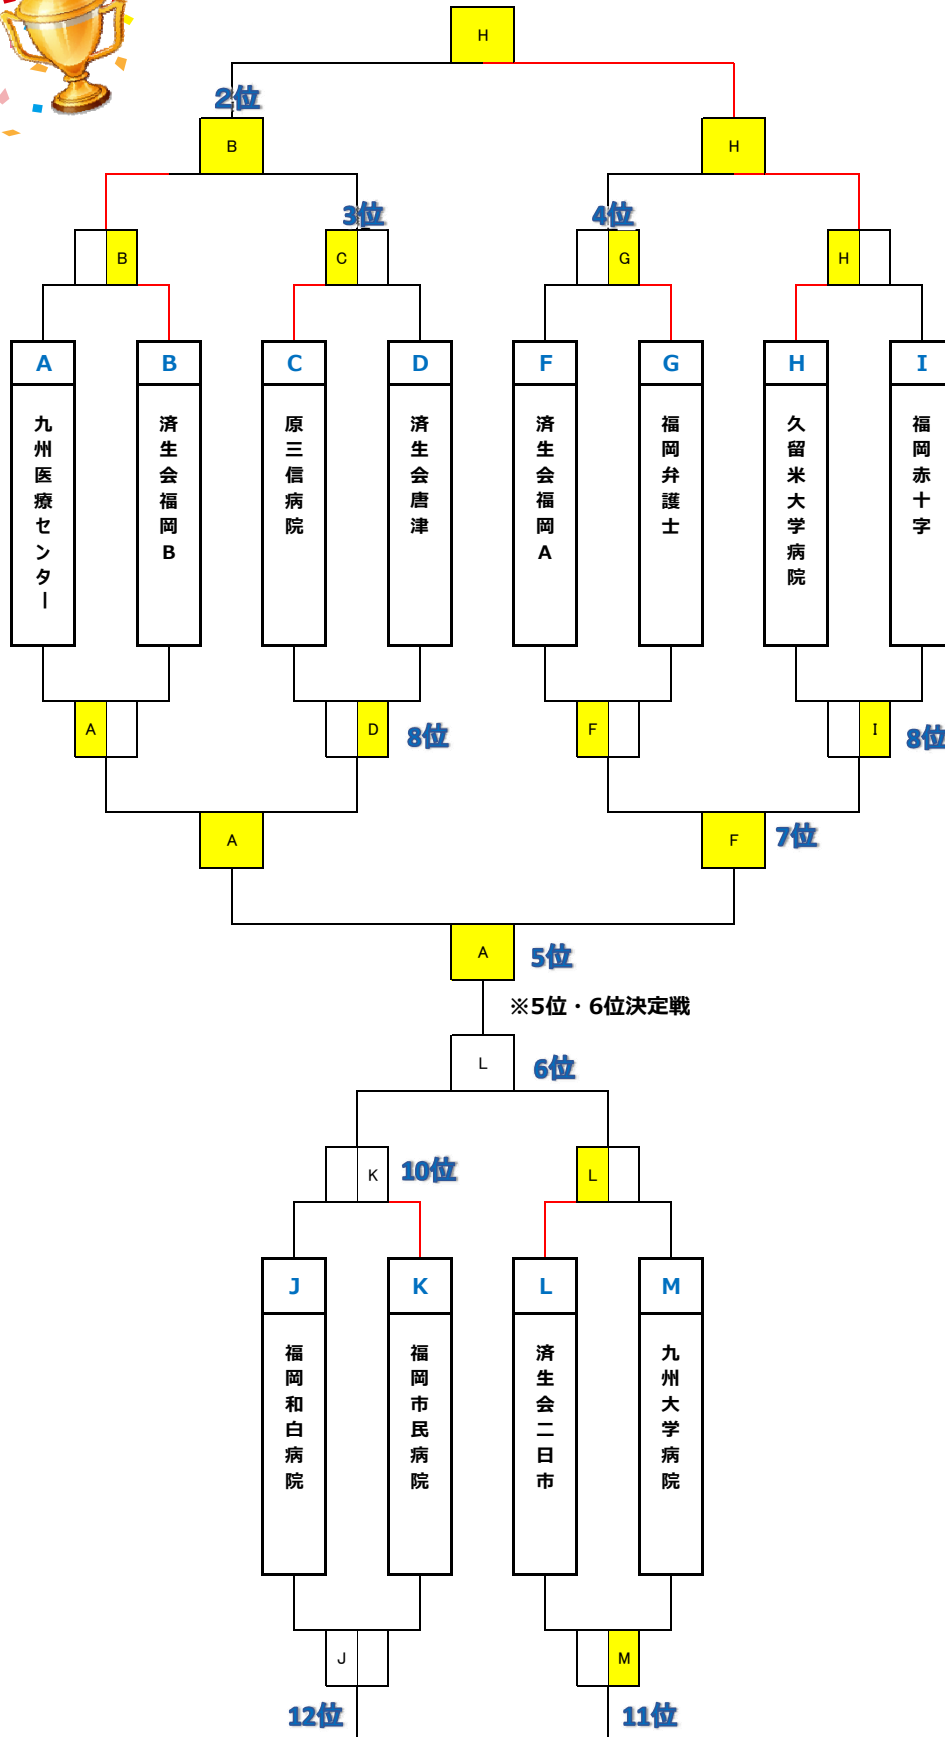 H
2位
B
H
3位
4位
B
C
G
H
A
B
C
D
F
G
H
I
九州医療センター
済生会福岡B
原三信病院
済生会唐津
済生会福岡A
福岡弁護士
久留米大学病院
福岡赤十字
A
D
8位
F
I
8位
A
F
7位
A
5位
※5位・6位決定戦
L
6位
K
10位
L
J
K
L
M
福岡和白病院
福岡市民病院
済生会二日市
九州大学病院
J
M
12位
11位